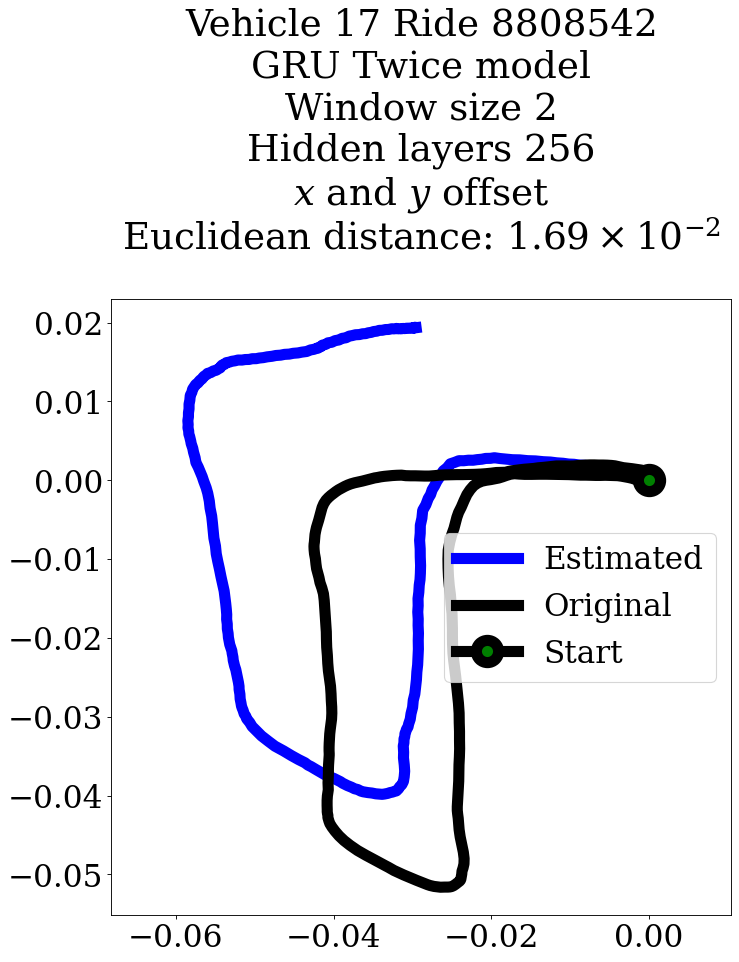 Vehicle 17 Ride 8808542
GRU Twice model
Window size 2
Hidden layers 256
x and y offset
Euclidean distance: 1.69 × 10⁻²
0.02
0.01
0.00
−0.01
−0.02
−0.03
−0.04
−0.05
Estimated
Original
Start
−0.06
−0.04
−0.02
0.00